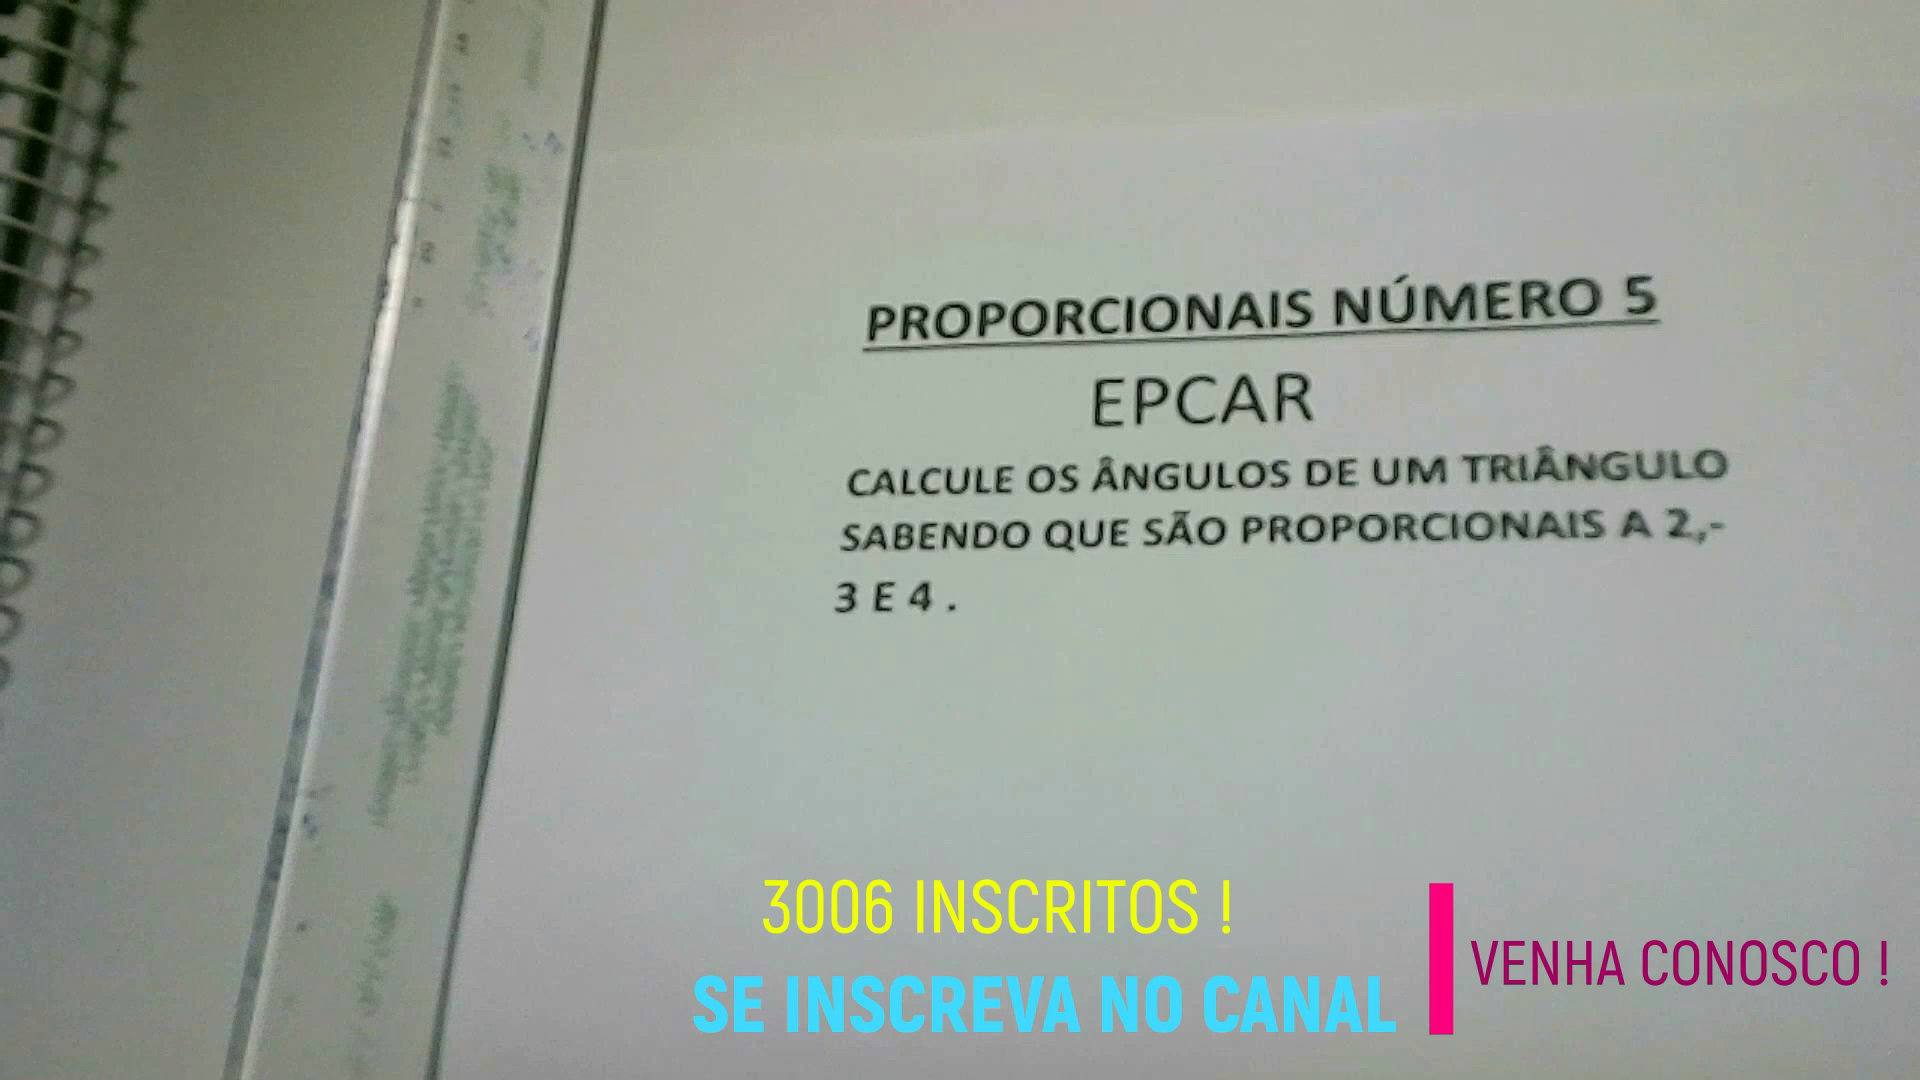 PROPORCIONAIS NÚMERO 5
EPCAR
CALCULE OS ÂNGULOS DE UM TRIÂNGULO
SABENDO QUE SÃO PROPORCIONAIS A 2,-
3 E 4 .
3006 INSCRITOS !
SE INSCREVA NO CANAL
VENHA CONOSCO !